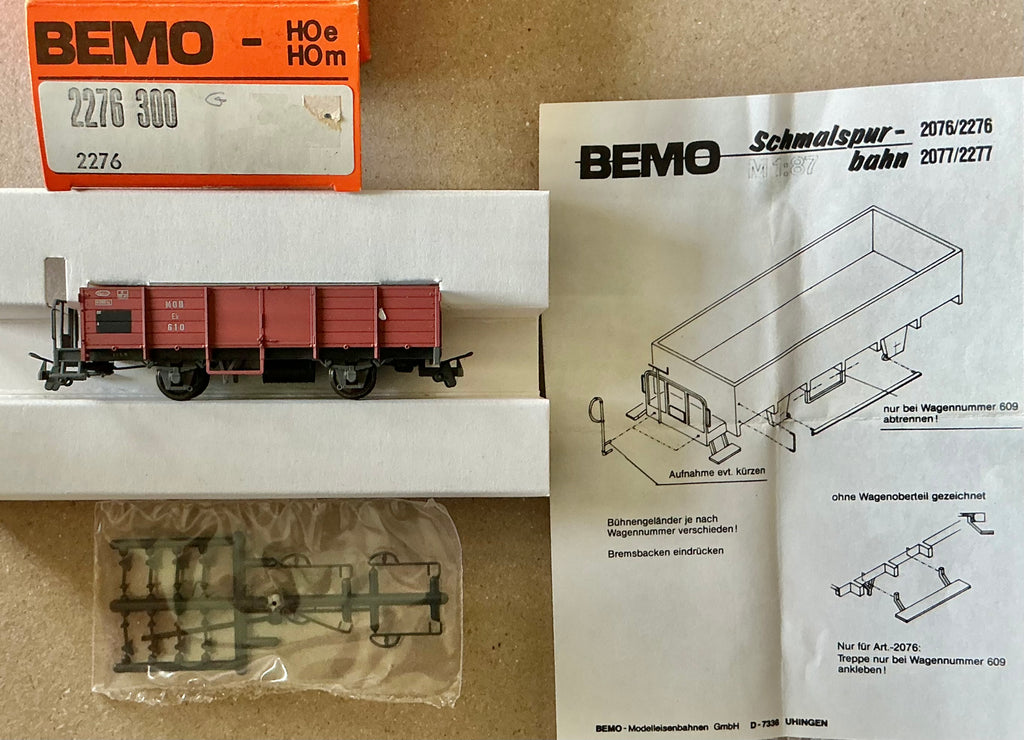 BEMO - HOe
HOm
2276 300
2276
MGB
Ek
610
BEMO Schmalspur-
bahn
M 1:87
2076/2276
2077/2277
nur bei Wagennummer 609
abtrennen!
Aufnahme evt. kürzen
ohne Wagenoberteil gezeichnet
Bühnengeländer je nach
Wagennummer verschieden!
Bremsbacken eindrücken
Nur für Art.-2076:
Treppe nur bei Wagennummer 609
ankleben!
BEMO-Modelleisenbahnen GmbH D-7336 UHINGEN